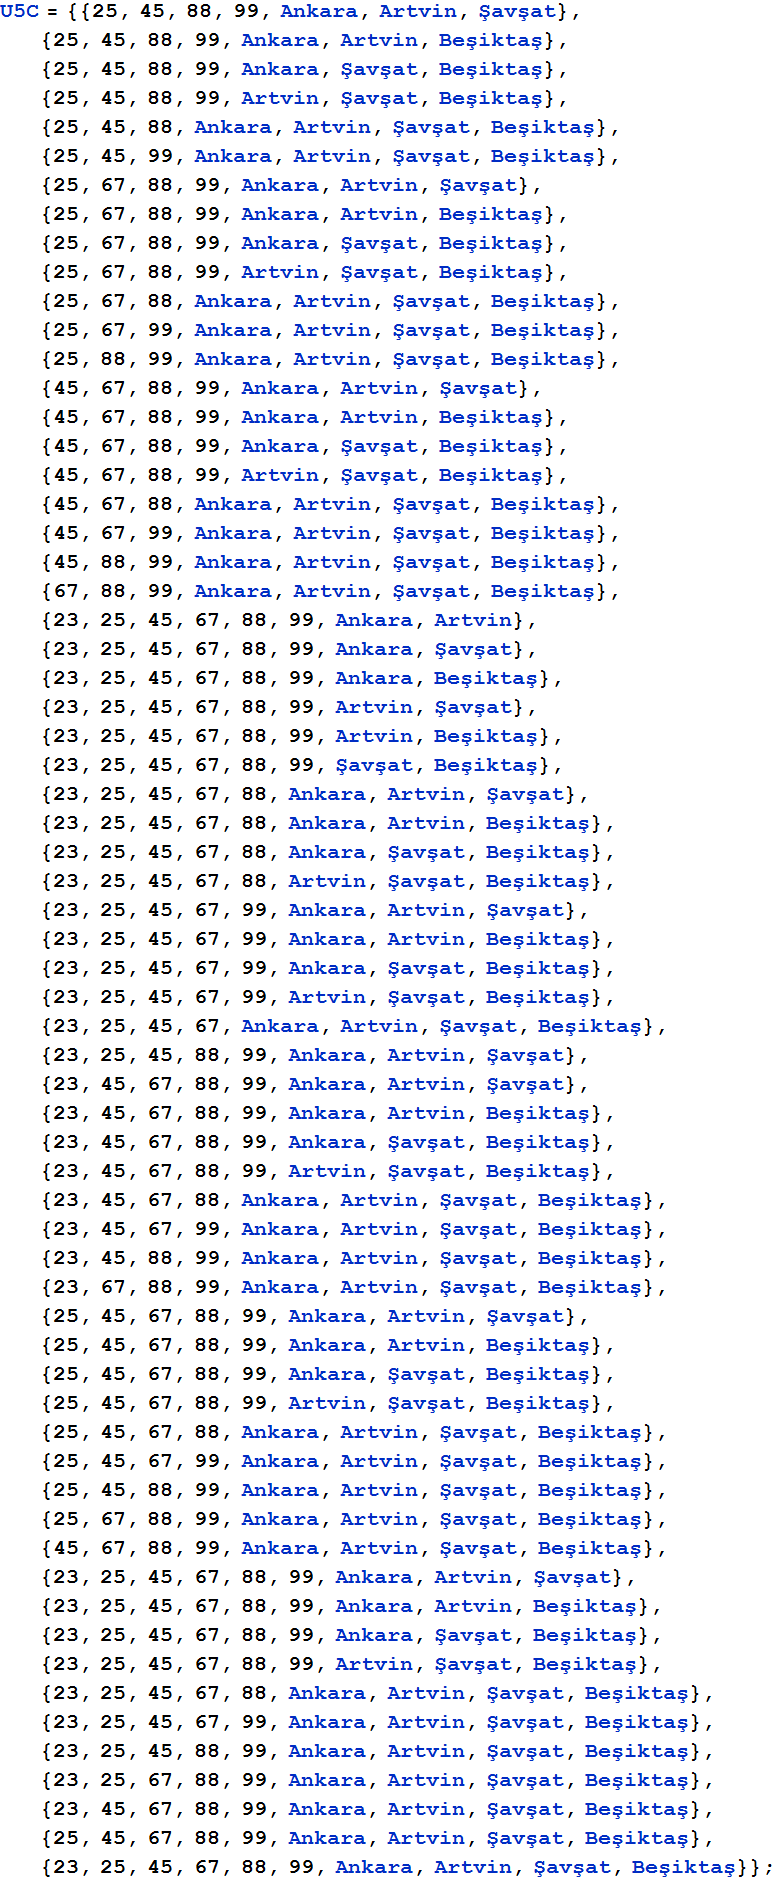 U5C = {{25, 45, 88, 99, Ankara, Artvin, Şavşat},
{25, 45, 88, 99, Ankara, Artvin, Beşiktaş},
{25, 45, 88, 99, Ankara, Şavşat, Beşiktaş},
{25, 45, 88, 99, Artvin, Şavşat, Beşiktaş},
{25, 45, 88, Ankara, Artvin, Şavşat, Beşiktaş},
{25, 45, 99, Ankara, Artvin, Şavşat, Beşiktaş},
{25, 67, 88, 99, Ankara, Artvin, Şavşat},
{25, 67, 88, 99, Ankara, Artvin, Beşiktaş},
{25, 67, 88, 99, Ankara, Şavşat, Beşiktaş},
{25, 67, 88, 99, Artvin, Şavşat, Beşiktaş},
{25, 67, 88, Ankara, Artvin, Şavşat, Beşiktaş},
{25, 67, 99, Ankara, Artvin, Şavşat, Beşiktaş},
{25, 88, 99, Ankara, Artvin, Şavşat, Beşiktaş},
{45, 67, 88, 99, Ankara, Artvin, Şavşat},
{45, 67, 88, 99, Ankara, Artvin, Beşiktaş},
{45, 67, 88, 99, Ankara, Şavşat, Beşiktaş},
{45, 67, 88, 99, Artvin, Şavşat, Beşiktaş},
{45, 67, 88, Ankara, Artvin, Şavşat, Beşiktaş},
{45, 67, 99, Ankara, Artvin, Şavşat, Beşiktaş},
{45, 88, 99, Ankara, Artvin, Şavşat, Beşiktaş},
{67, 88, 99, Ankara, Artvin, Şavşat, Beşiktaş},
{23, 25, 45, 67, 88, 99, Ankara, Artvin},
{23, 25, 45, 67, 88, 99, Ankara, Şavşat},
{23, 25, 45, 67, 88, 99, Ankara, Beşiktaş},
{23, 25, 45, 67, 88, 99, Artvin, Şavşat},
{23, 25, 45, 67, 88, 99, Artvin, Beşiktaş},
{23, 25, 45, 67, 88, 99, Şavşat, Beşiktaş},
{23, 25, 45, 67, 88, Ankara, Artvin, Şavşat},
{23, 25, 45, 67, 88, Ankara, Artvin, Beşiktaş},
{23, 25, 45, 67, 88, Ankara, Şavşat, Beşiktaş},
{23, 25, 45, 67, 88, Artvin, Şavşat, Beşiktaş},
{23, 25, 45, 67, 99, Ankara, Artvin, Şavşat},
{23, 25, 45, 67, 99, Ankara, Artvin, Beşiktaş},
{23, 25, 45, 67, 99, Ankara, Şavşat, Beşiktaş},
{23, 25, 45, 67, 99, Artvin, Şavşat, Beşiktaş},
{23, 25, 45, 67, Ankara, Artvin, Şavşat, Beşiktaş},
{23, 25, 45, 88, 99, Ankara, Artvin, Şavşat},
{23, 45, 67, 88, 99, Ankara, Artvin, Şavşat},
{23, 45, 67, 88, 99, Ankara, Artvin, Beşiktaş},
{23, 45, 67, 88, 99, Ankara, Şavşat, Beşiktaş},
{23, 45, 67, 88, 99, Artvin, Şavşat, Beşiktaş},
{23, 45, 67, 88, Ankara, Artvin, Şavşat, Beşiktaş},
{23, 45, 67, 99, Ankara, Artvin, Şavşat, Beşiktaş},
{23, 45, 88, 99, Ankara, Artvin, Şavşat, Beşiktaş},
{23, 67, 88, 99, Ankara, Artvin, Şavşat, Beşiktaş},
{25, 45, 67, 88, 99, Ankara, Artvin, Şavşat},
{25, 45, 67, 88, 99, Ankara, Artvin, Beşiktaş},
{25, 45, 67, 88, 99, Ankara, Şavşat, Beşiktaş},
{25, 45, 67, 88, 99, Artvin, Şavşat, Beşiktaş},
{25, 45, 67, 88, Ankara, Artvin, Şavşat, Beşiktaş},
{25, 45, 67, 99, Ankara, Artvin, Şavşat, Beşiktaş},
{25, 45, 88, 99, Ankara, Artvin, Şavşat, Beşiktaş},
{25, 67, 88, 99, Ankara, Artvin, Şavşat, Beşiktaş},
{45, 67, 88, 99, Ankara, Artvin, Şavşat, Beşiktaş},
{23, 25, 45, 67, 88, 99, Ankara, Artvin, Şavşat},
{23, 25, 45, 67, 88, 99, Ankara, Artvin, Beşiktaş},
{23, 25, 45, 67, 88, 99, Ankara, Şavşat, Beşiktaş},
{23, 25, 45, 67, 88, 99, Artvin, Şavşat, Beşiktaş},
{23, 25, 45, 67, 88, Ankara, Artvin, Şavşat, Beşiktaş},
{23, 25, 45, 67, 99, Ankara, Artvin, Şavşat, Beşiktaş},
{23, 25, 45, 88, 99, Ankara, Artvin, Şavşat, Beşiktaş},
{23, 25, 67, 88, 99, Ankara, Artvin, Şavşat, Beşiktaş},
{23, 45, 67, 88, 99, Ankara, Artvin, Şavşat, Beşiktaş},
{25, 45, 67, 88, 99, Ankara, Artvin, Şavşat, Beşiktaş},
{23, 25, 45, 67, 88, 99, Ankara, Artvin, Şavşat, Beşiktaş}};